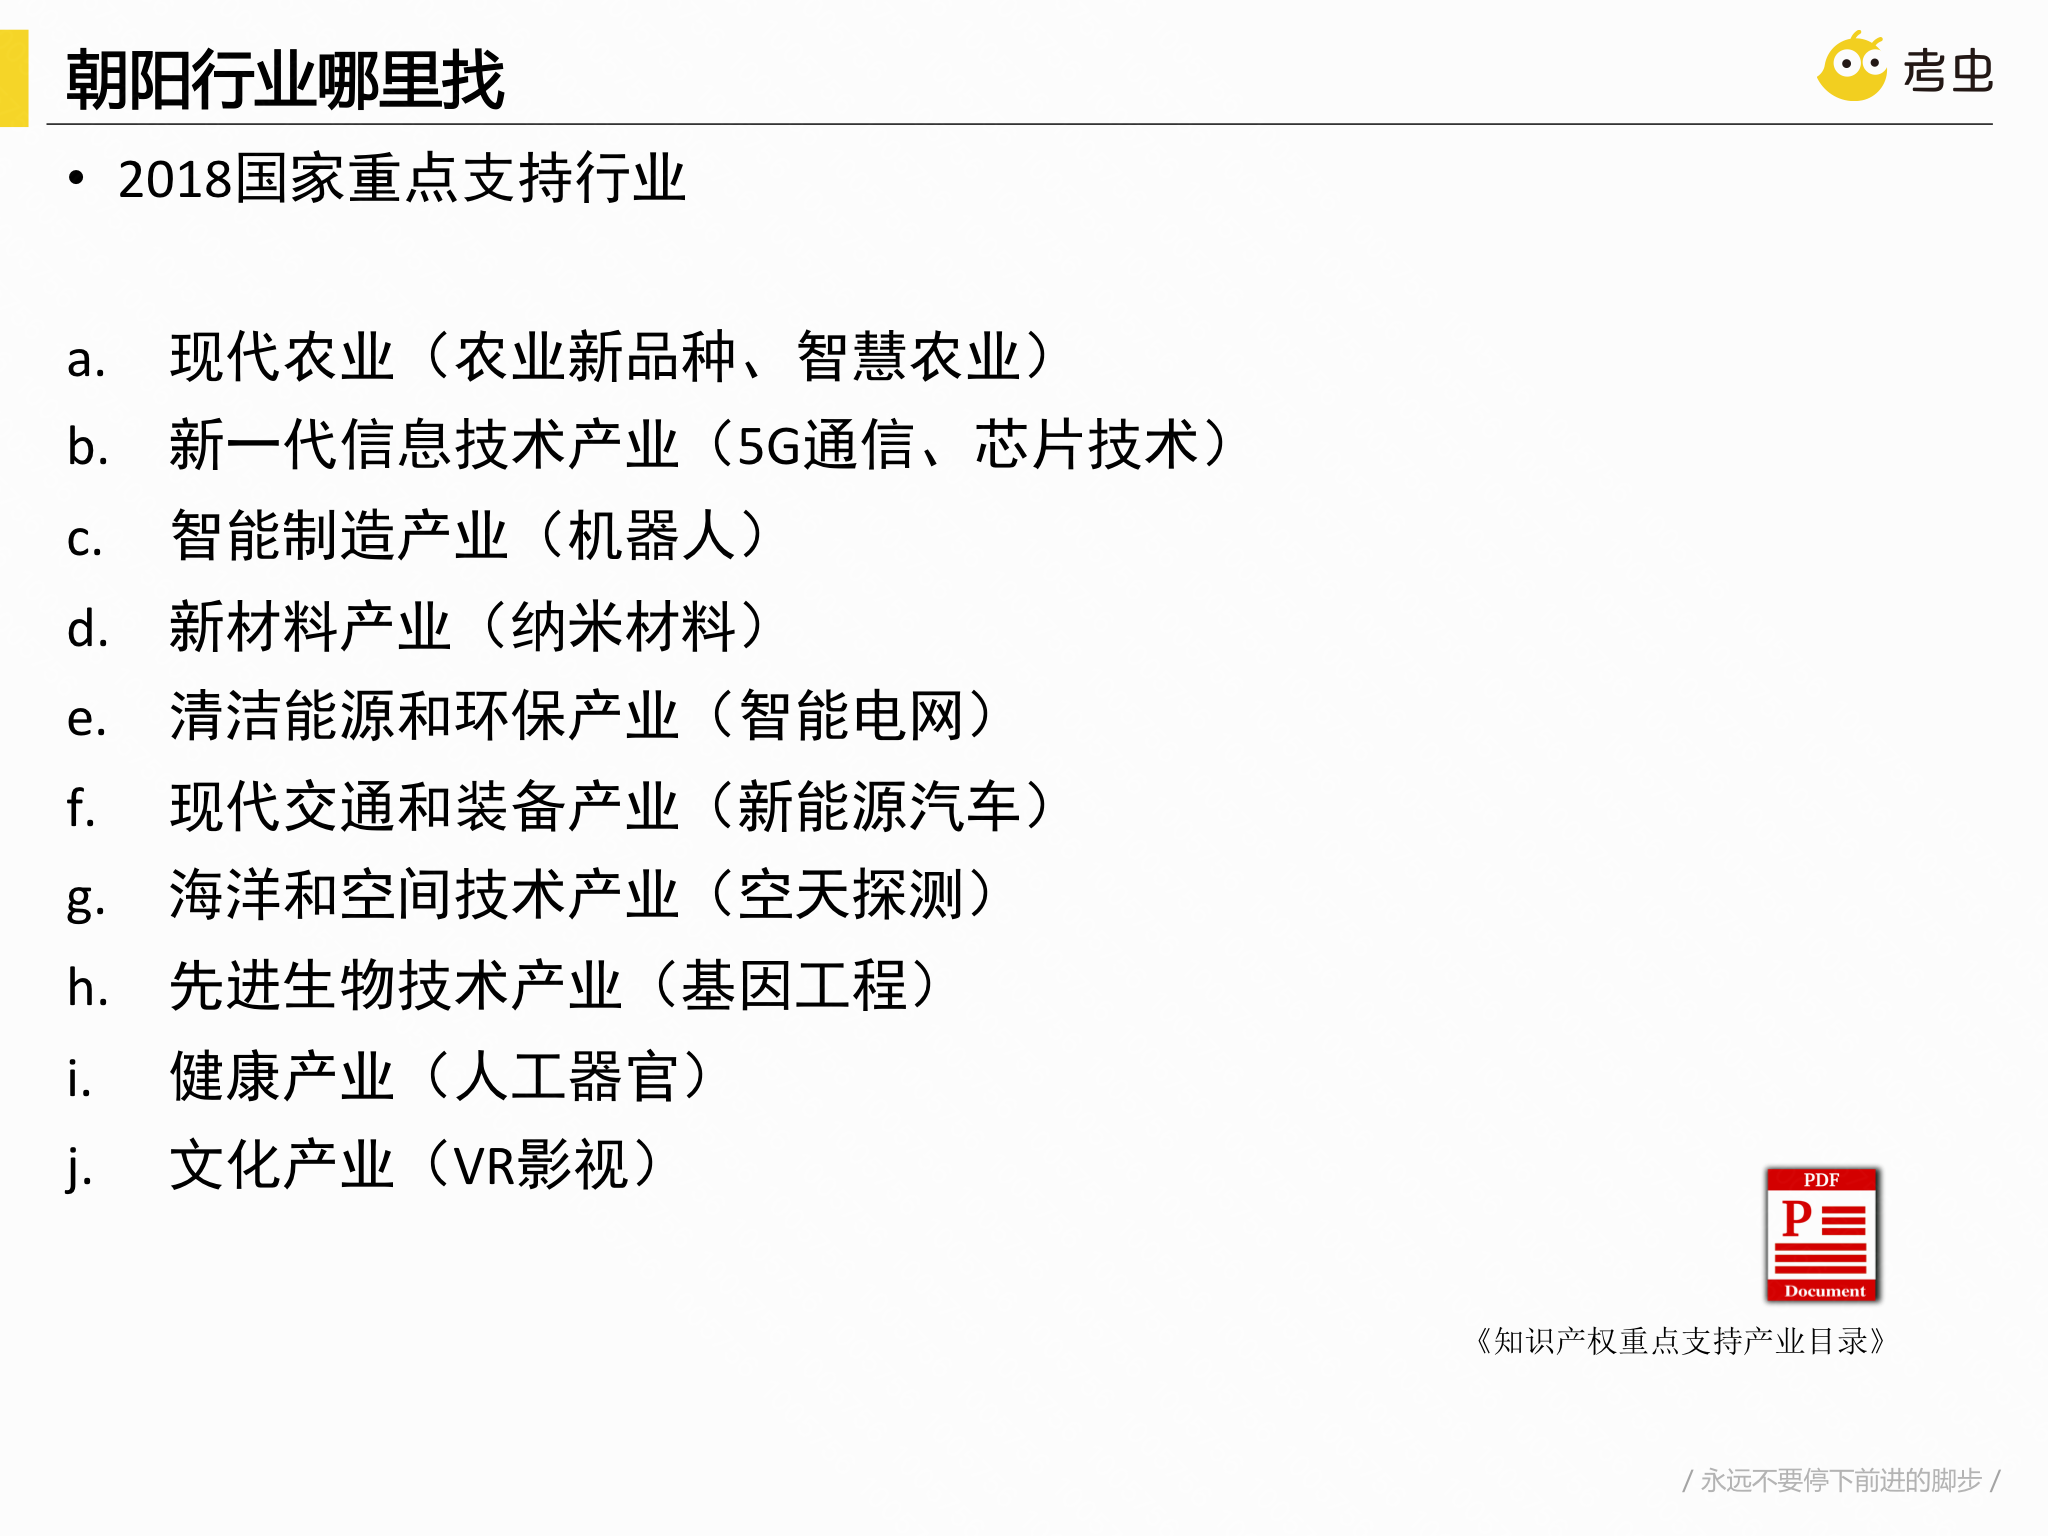 朝阳行业哪里找
考虫
• 2018国家重点支持行业
a. 现代农业（农业新品种、智慧农业）
b. 新一代信息技术产业（5G通信、芯片技术）
c. 智能制造产业（机器人）
d. 新材料产业（纳米材料）
e. 清洁能源和环保产业（智能电网）
f. 现代交通和装备产业（新能源汽车）
g. 海洋和空间技术产业（空天探测）
h. 先进生物技术产业（基因工程）
i. 健康产业（人工器官）
j. 文化产业（VR影视）
PDF
P
Document
《知识产权重点支持产业目录》
/ 永远不要停下前进的脚步 /